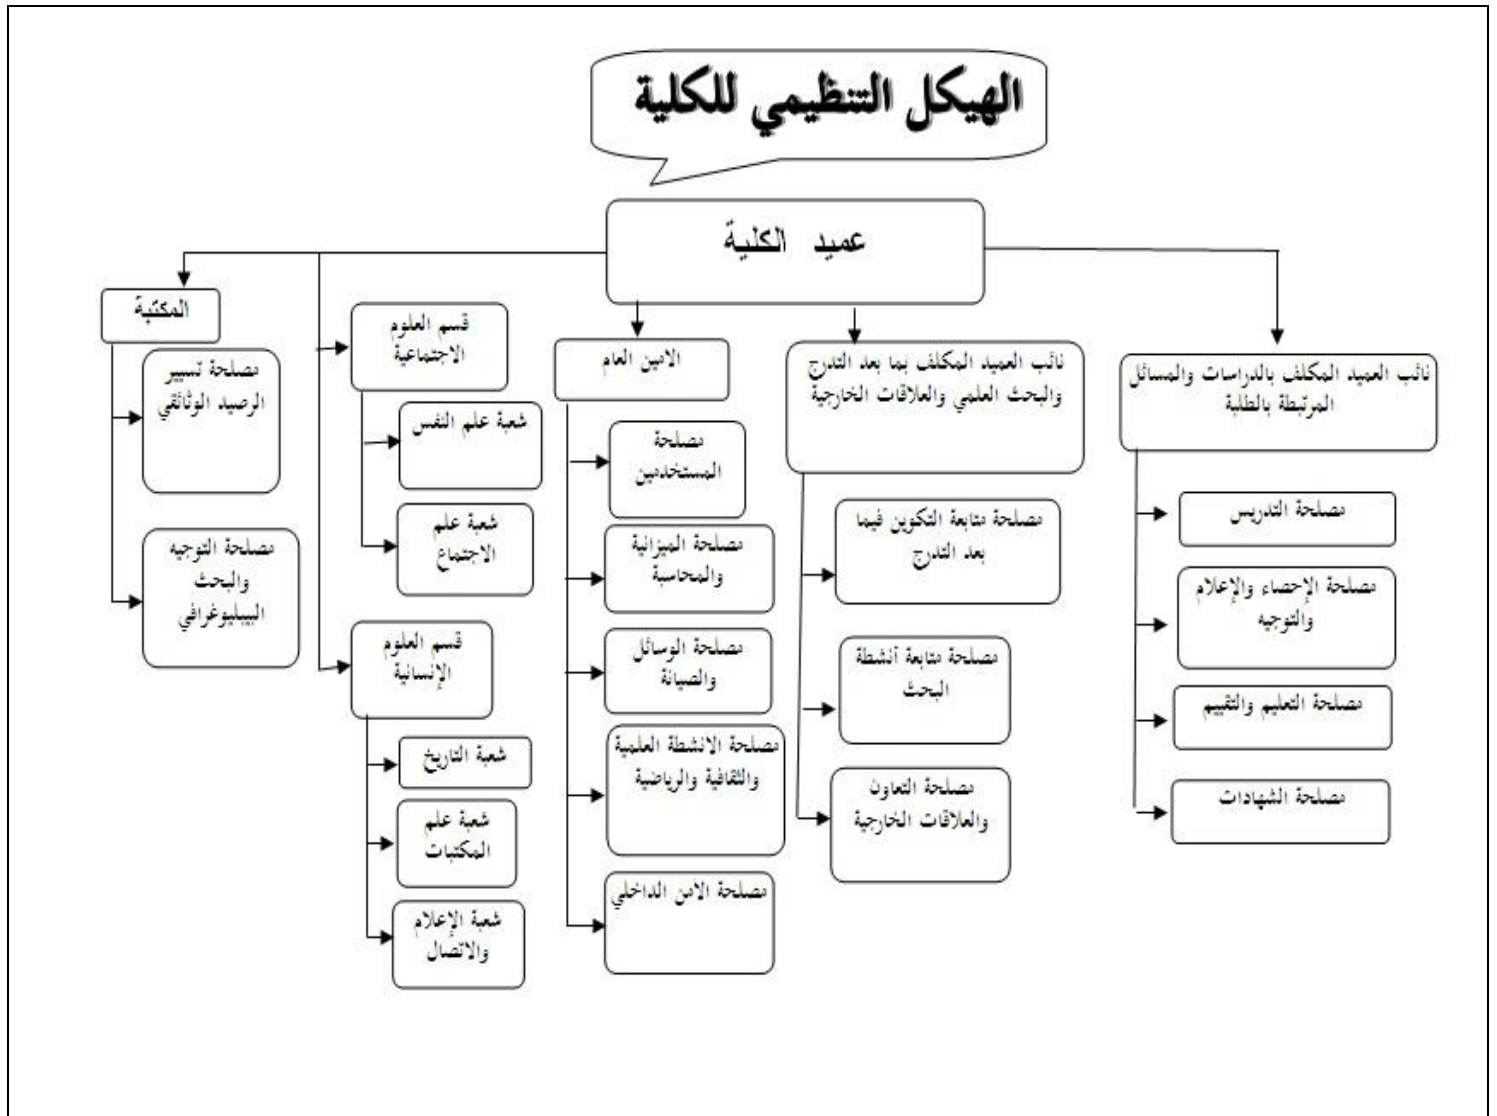 الهيكل التنظيمي للكلية
عميد الكلية
نائب العميد المكلف بالدراسات والمسائل
المرتبطة بالطلبة
مصلحة التدريس
مصلحة الإحصاء والإعلام
والتوجيه
مصلحة التعليم والتقييم
مصلحة الشهادات
نائب العميد المكلف بما بعد التدرج
والبحث العلمي والعلاقات الخارجية
مصلحة متابعة التكوين فيما
بعد التدرج
مصلحة متابعة أنشطة
البحث
مصلحة التعاون
والعلاقات الخارجية
الامين العام
مصلحة
المستخدمين
مصلحة الميزانية
والمحاسبة
مصلحة الوسائل
والصيانة
مصلحة الانشطة العلمية
والثقافية والرياضية
مصلحة الامن الداخلي
قسم العلوم
الاجتماعية
شعبة علم النفس
شعبة علم
الاجتماع
قسم العلوم
الإنسانية
شعبة التاريخ
شعبة علم
المكتبات
شعبة الإعلام
والاتصال
المكتبة
مصلحة تسيير
الرصيد الوثائقي
مصلحة التوجيه
والبحث
البيبليوغرافي